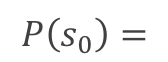 P(s₀) =